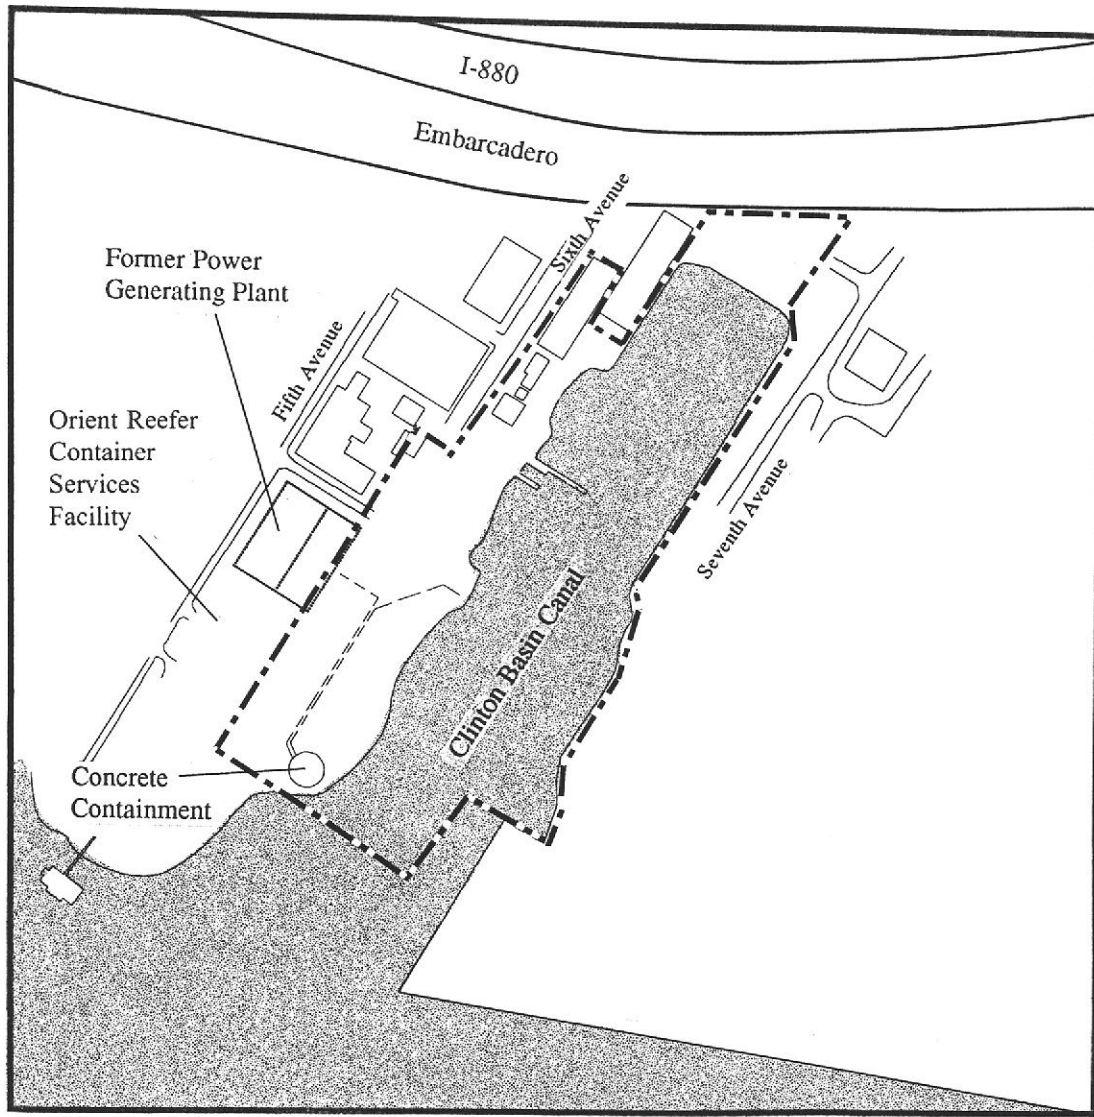 I-880
Embarcadero
Sixth Avenue
Former Power
Generating Plant
Fifth Avenue
Orient Reefer
Container
Services
Facility
Seventh Avenue
Clinton Basin Canal
Concrete
Containment